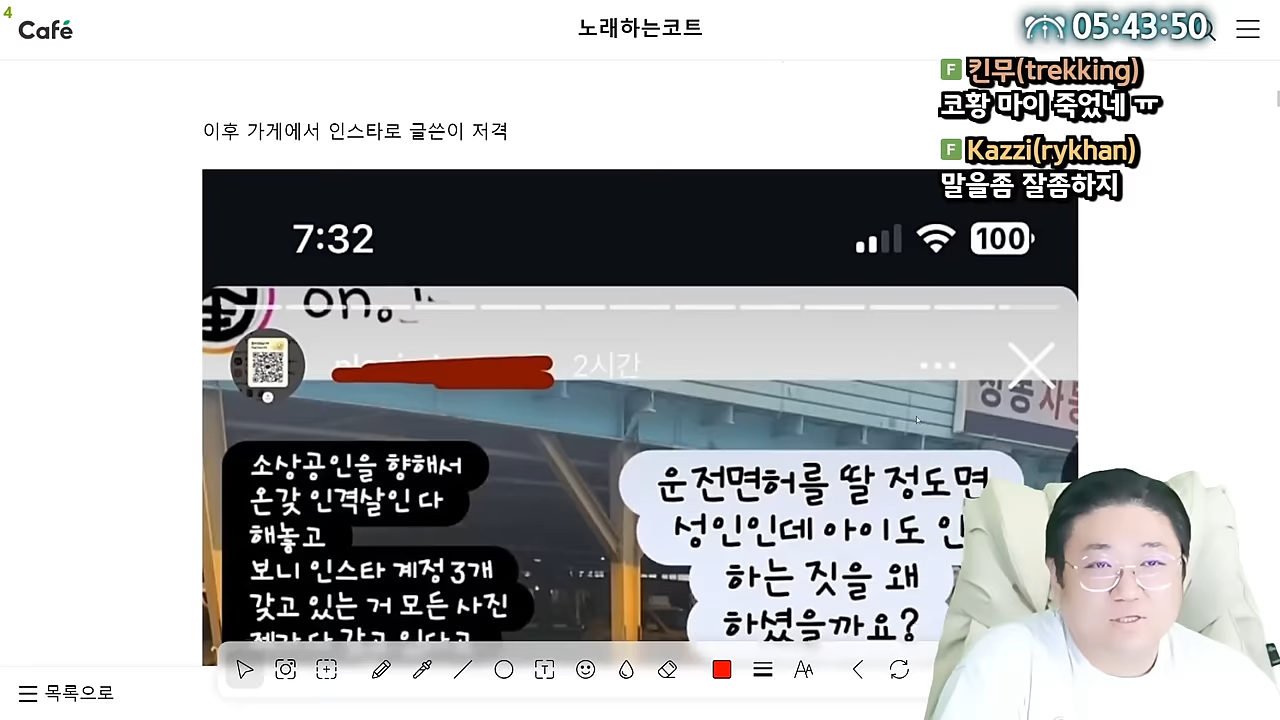 4
Café
노래하는코트
05:43:50
F 킨무(trekking)
코황 마이 죽었네 ㅠ
F Kazzi(rykhan)
말을좀 잘좀하지
이후 가게에서 인스타로 글쓴이 저격
7:32
100
2시간
소상공인을 향해서
온갖 인격살인 다
해놓고
보니 인스타 계정 3개
갖고 있는 거 모든 사진
운전면허를 딸 정도면
성인인데 아이도 안
하는 짓을 왜
하셨을까요?
목록으로